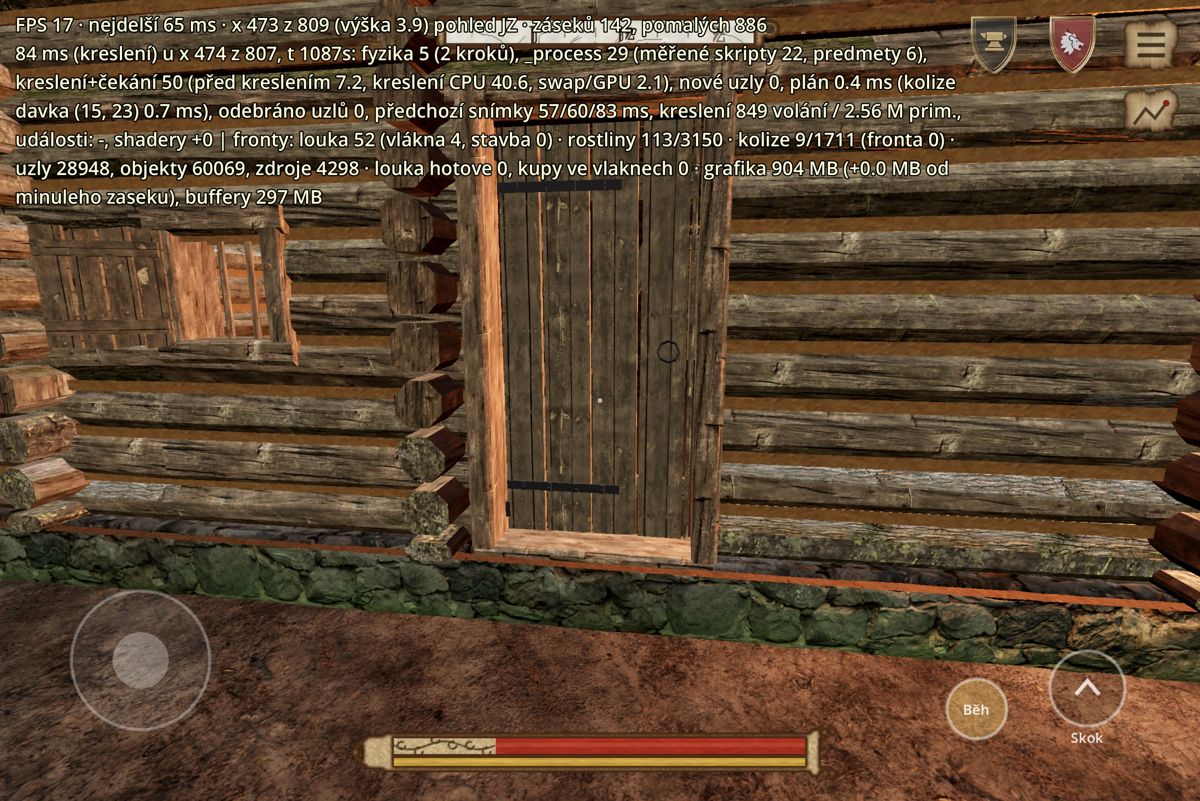 FPS 17 · nejdelší 65 ms · x 473 z 809 (výška 3.9) pohled JZ · záseků 142, pomalých 886
84 ms (kreslení) u x 474 z 807, t 1087s: fyzika 5 (2 kroků), _process 29 (měřené skripty 22, predmety 6),
kreslení+čekání 50 (před kreslením 7.2, kreslení CPU 40.6, swap/GPU 2.1), nové uzly 0, plán 0.4 ms (kolize
davka (15, 23) 0.7 ms), odebráno uzlů 0, předchozí snímky 57/60/83 ms, kreslení 849 volání / 2.56 M prim.,
události: -, shadery +0 | fronty: louka 52 (vlákna 4, stavba 0) · rostliny 113/3150 · kolize 9/1711 (fronta 0) ·
uzly 28948, objekty 60069, zdroje 4298 · louka hotove 0, kupy ve vlaknech 0 · grafika 904 MB (+0.0 MB od
minuleho zaseku), buffery 297 MB
Běh
Skok